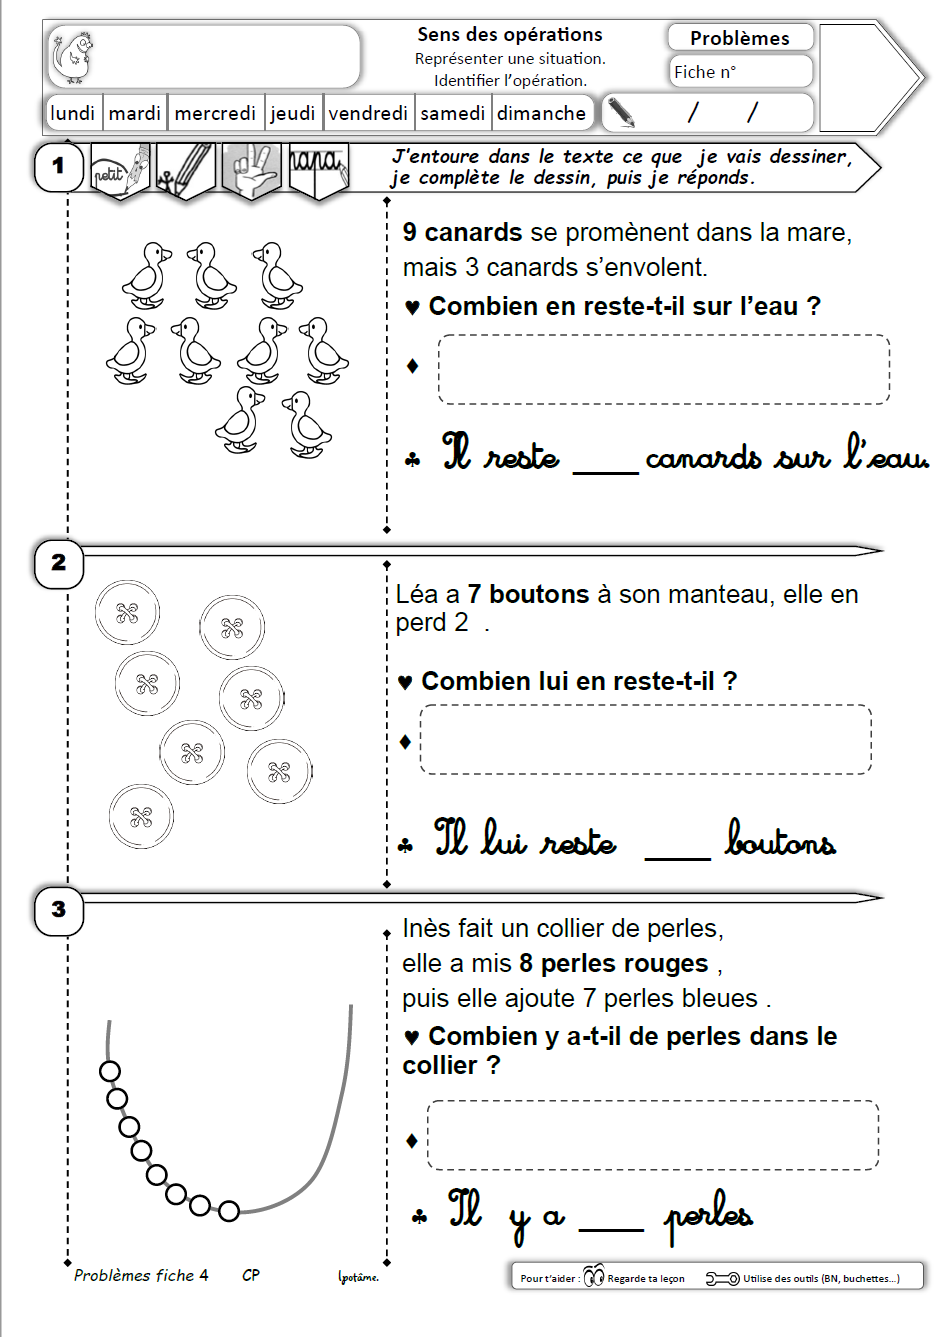 Sens des opérations
Représenter une situation.
Identifier l'opération.
Problèmes
Fiche n°
lundi mardi mercredi jeudi vendredi samedi dimanche
/ /
1
petit
nana
J'entoure dans le texte ce que je vais dessiner,
je complète le dessin, puis je réponds.
9 canards se promènent dans la mare,
mais 3 canards s'envolent.
♥ Combien en reste-t-il sur l'eau ?
♦
♣ Il reste ____ canards sur l'eau.
2
Léa a 7 boutons à son manteau, elle en
perd 2 .
♥ Combien lui en reste-t-il ?
♦
♣ Il lui reste ____ boutons.
3
Inès fait un collier de perles,
elle a mis 8 perles rouges ,
puis elle ajoute 7 perles bleues .
♥ Combien y a-t-il de perles dans le
collier ?
♦
♣ Il y a ____ perles.
Problèmes fiche 4 CP Ipotâme.
Pour t'aider : Regarde ta leçon Utilise des outils (BN, buchettes...)